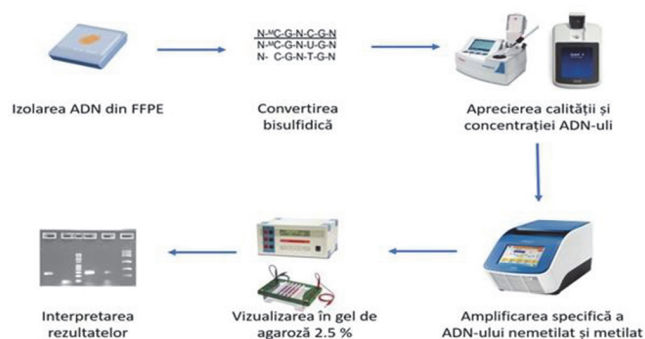 N-ᴹC-G-N-C-G-N
N-ᴹC-G-N-U-G-N
N- C-G-N-T-G-N
Izolarea ADN din FFPE
Convertirea
bisulfidică
Aprecierea calității și
concentrației ADN-uli
Interpretarea
rezultatelor
Vizualizarea în gel de
agaroză 2.5 %
Amplificarea specifică a
ADN-ului nemetilat și metilat